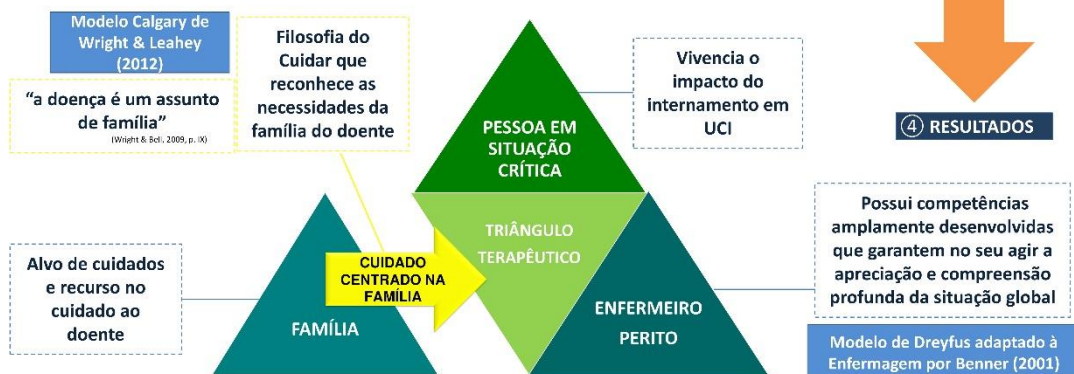 Modelo Calgary de
Wright & Leahey
(2012)
“a doença é um assunto
de família”
(Wright & Bell, 2009, p. IX)
Filosofia do
Cuidar que
reconhece as
necessidades da
família do doente
PESSOA EM
SITUAÇÃO
CRÍTICA
Vivencia o
impacto do
internamento em
UCI
④ RESULTADOS
Alvo de cuidados
e recurso no
cuidado ao
doente
FAMÍLIA
CUIDADO
CENTRADO NA
FAMÍLIA
TRIÂNGULO
TERAPÊUTICO
ENFERMEIRO
PERITO
Possui competências
amplamente desenvolvidas
que garantem no seu agir a
apreciação e compreensão
profunda da situação global
Modelo de Dreyfus adaptado à
Enfermagem por Benner (2001)